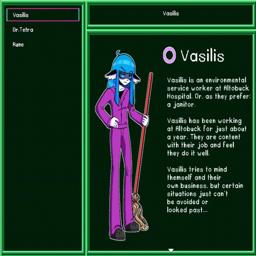 Vasilis
Vasilis
Dr.Tetra
Rume
Vasilis
Vasilis is an environmental
service worker at Altobuck
Hospital. Or, as they prefer:
a janitor.
Vasilis has been working
at Altobuck for just about
a year. They are content
with their job and feel
they do it well.
Vasilis tries to mind
themself and their
own business, but certain
situations just can't
be avoided or
looked past...